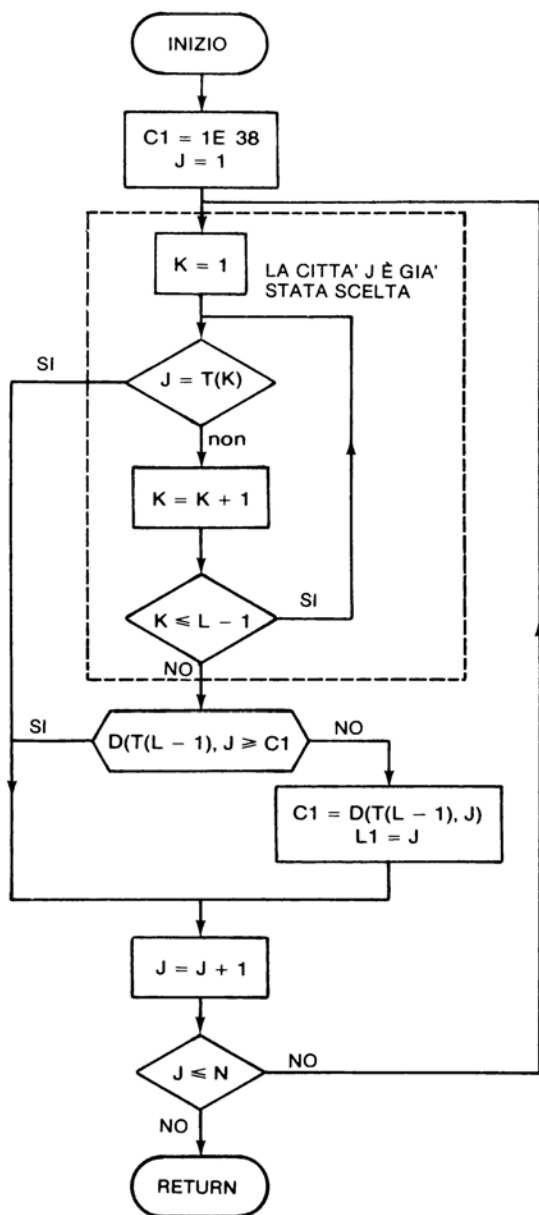 INIZIO
C1 = 1E 38
J = 1
K = 1
LA CITTA' J È GIA'
STATA SCELTA
SI
J = T(K)
non
K = K + 1
K ≤ L − 1
SI
NO
SI
D(T(L − 1), J ≥ C1
NO
C1 = D(T(L − 1), J)
L1 = J
J = J + 1
J ≤ N
NO
NO
RETURN